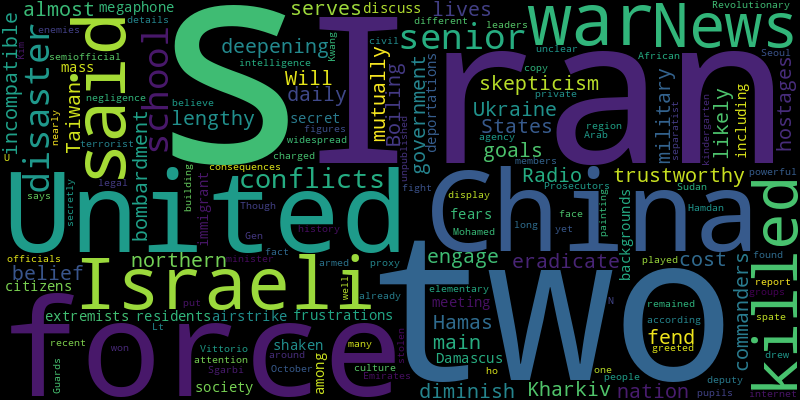 almost megaphone
serves discuss lives
Revolutionary
different leaders
enemies details
S
I
ran
war
News
senior
said
school
deepening
intelligence
Kwang
civil
unclear
African
Seoul
incompatible
disaster
Kim
semiofficial
mass
Taiwan
negligence
nearly
terrorist
lengthy
Will
daily
secret
figures
widespread
believe
charged
mutually
Boiling
unpublished
government
deportations
skepticism
copy
private
Ukraine
States
agency
region
Arab
goals
military
separatist
likely
kindergarten
including
hostages
United
bombardment
legal
says
secretly
building
immigrant
consequences
conflicts
Though
Gen
fact
history
minister
fight
members
Radio
Prosecutors
trustworthy
China
Sudan
powerful
Hamdan
display
fears
Mohamed
long
face
yet
painting
backgrounds
killed
officials
belief
citizens
northern
Israeli
armed
proxy
well
already
put
engage
eradicate
cost
played
found
report
groups
commanders
spate
elementary
meeting
remained
according
N
extremists residents airstrike frustrations
force
two
Hamas
main
fend
greeted
drew
Damascus
recent
won
Lt
Vittorio
attention
Sgarbi
shaken
around
October
many
culture
Emirates
stolen
among
Guards
society
ho
one
people
diminish
Kharkiv
nation
deputy
pupils
internet